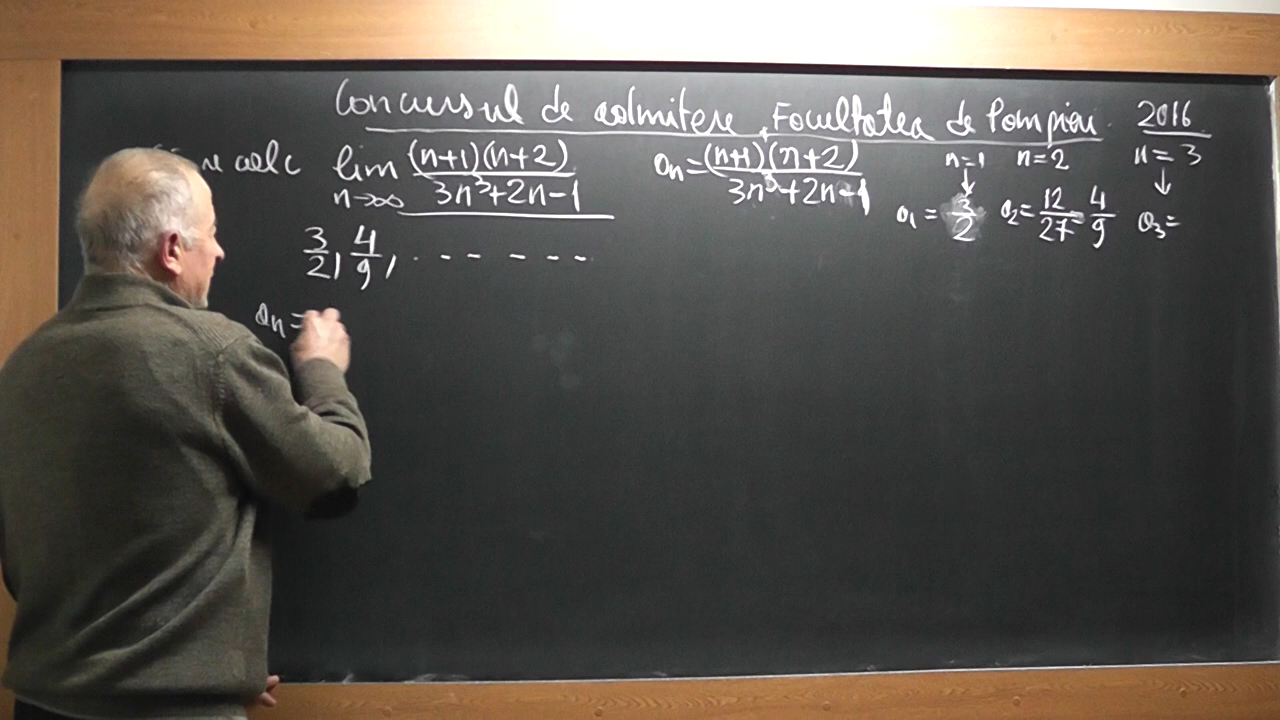 Concursul de admitere, Facultatea de Pompieri 2016
calc lim n→∞ (n+1)(n+2) / 3n³+2n-1 an = (n+1)(n+2) / 3n³+2n-1 n=1 n=2 n=3
↓ ↓
a1 = 3/2 a2 = 12/27 = 4/9 a3 =
3/2, 4/9, . - - - - -
an =